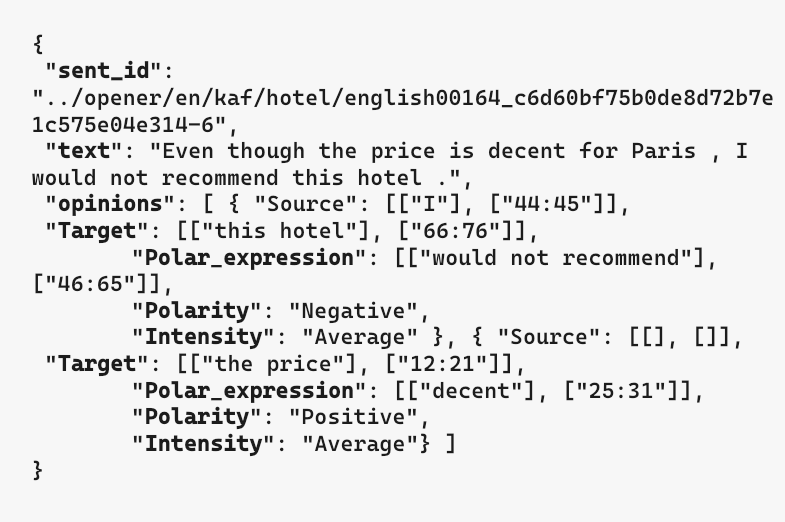 {
 "sent_id":
"../opener/en/kaf/hotel/english00164_c6d60bf75b0de8d72b7e
1c575e04e314-6",
 "text": "Even though the price is decent for Paris , I
would not recommend this hotel .",
 "opinions": [ { "Source": [["I"], ["44:45"]],
 "Target": [["this hotel"], ["66:76"]],
        "Polar_expression": [["would not recommend"],
["46:65"]],
        "Polarity": "Negative",
        "Intensity": "Average" }, { "Source": [[], []],
 "Target": [["the price"], ["12:21"]],
        "Polar_expression": [["decent"], ["25:31"]],
        "Polarity": "Positive",
        "Intensity": "Average"} ]
}